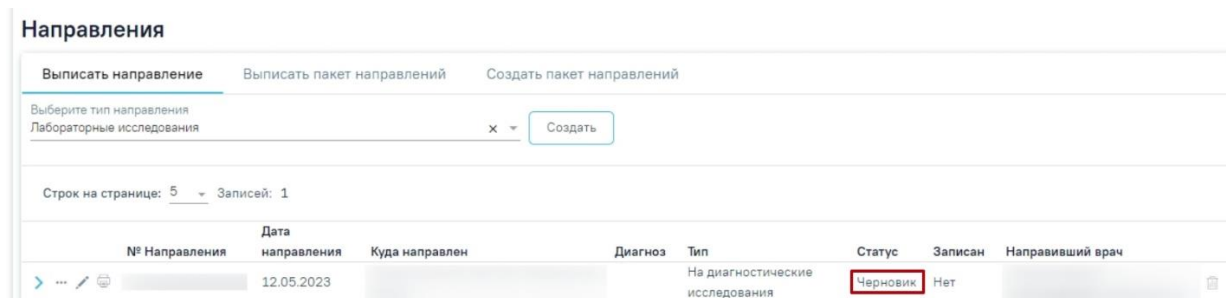 Направления
Выписать направление Выписать пакет направлений Создать пакет направлений
Выберите тип направления
Лабораторные исследования Создать
Строк на странице: 5 Записей: 1
№ Направления Дата направления Куда направлен Диагноз Тип Статус Записан Направивший врач
12.05.2023 На диагностические исследования Черновик Нет